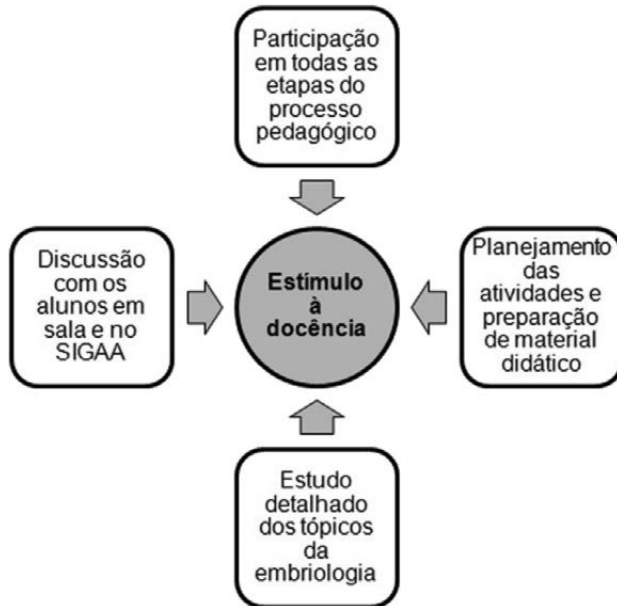 Participação
em todas as
etapas do
processo
pedagógico
Discussão
com os
alunos em
sala e no
SIGAA
Estímulo
à
docência
Planejamento
das
atividades e
preparação
de material
didático
Estudo
detalhado
dos tópicos
da
embriologia